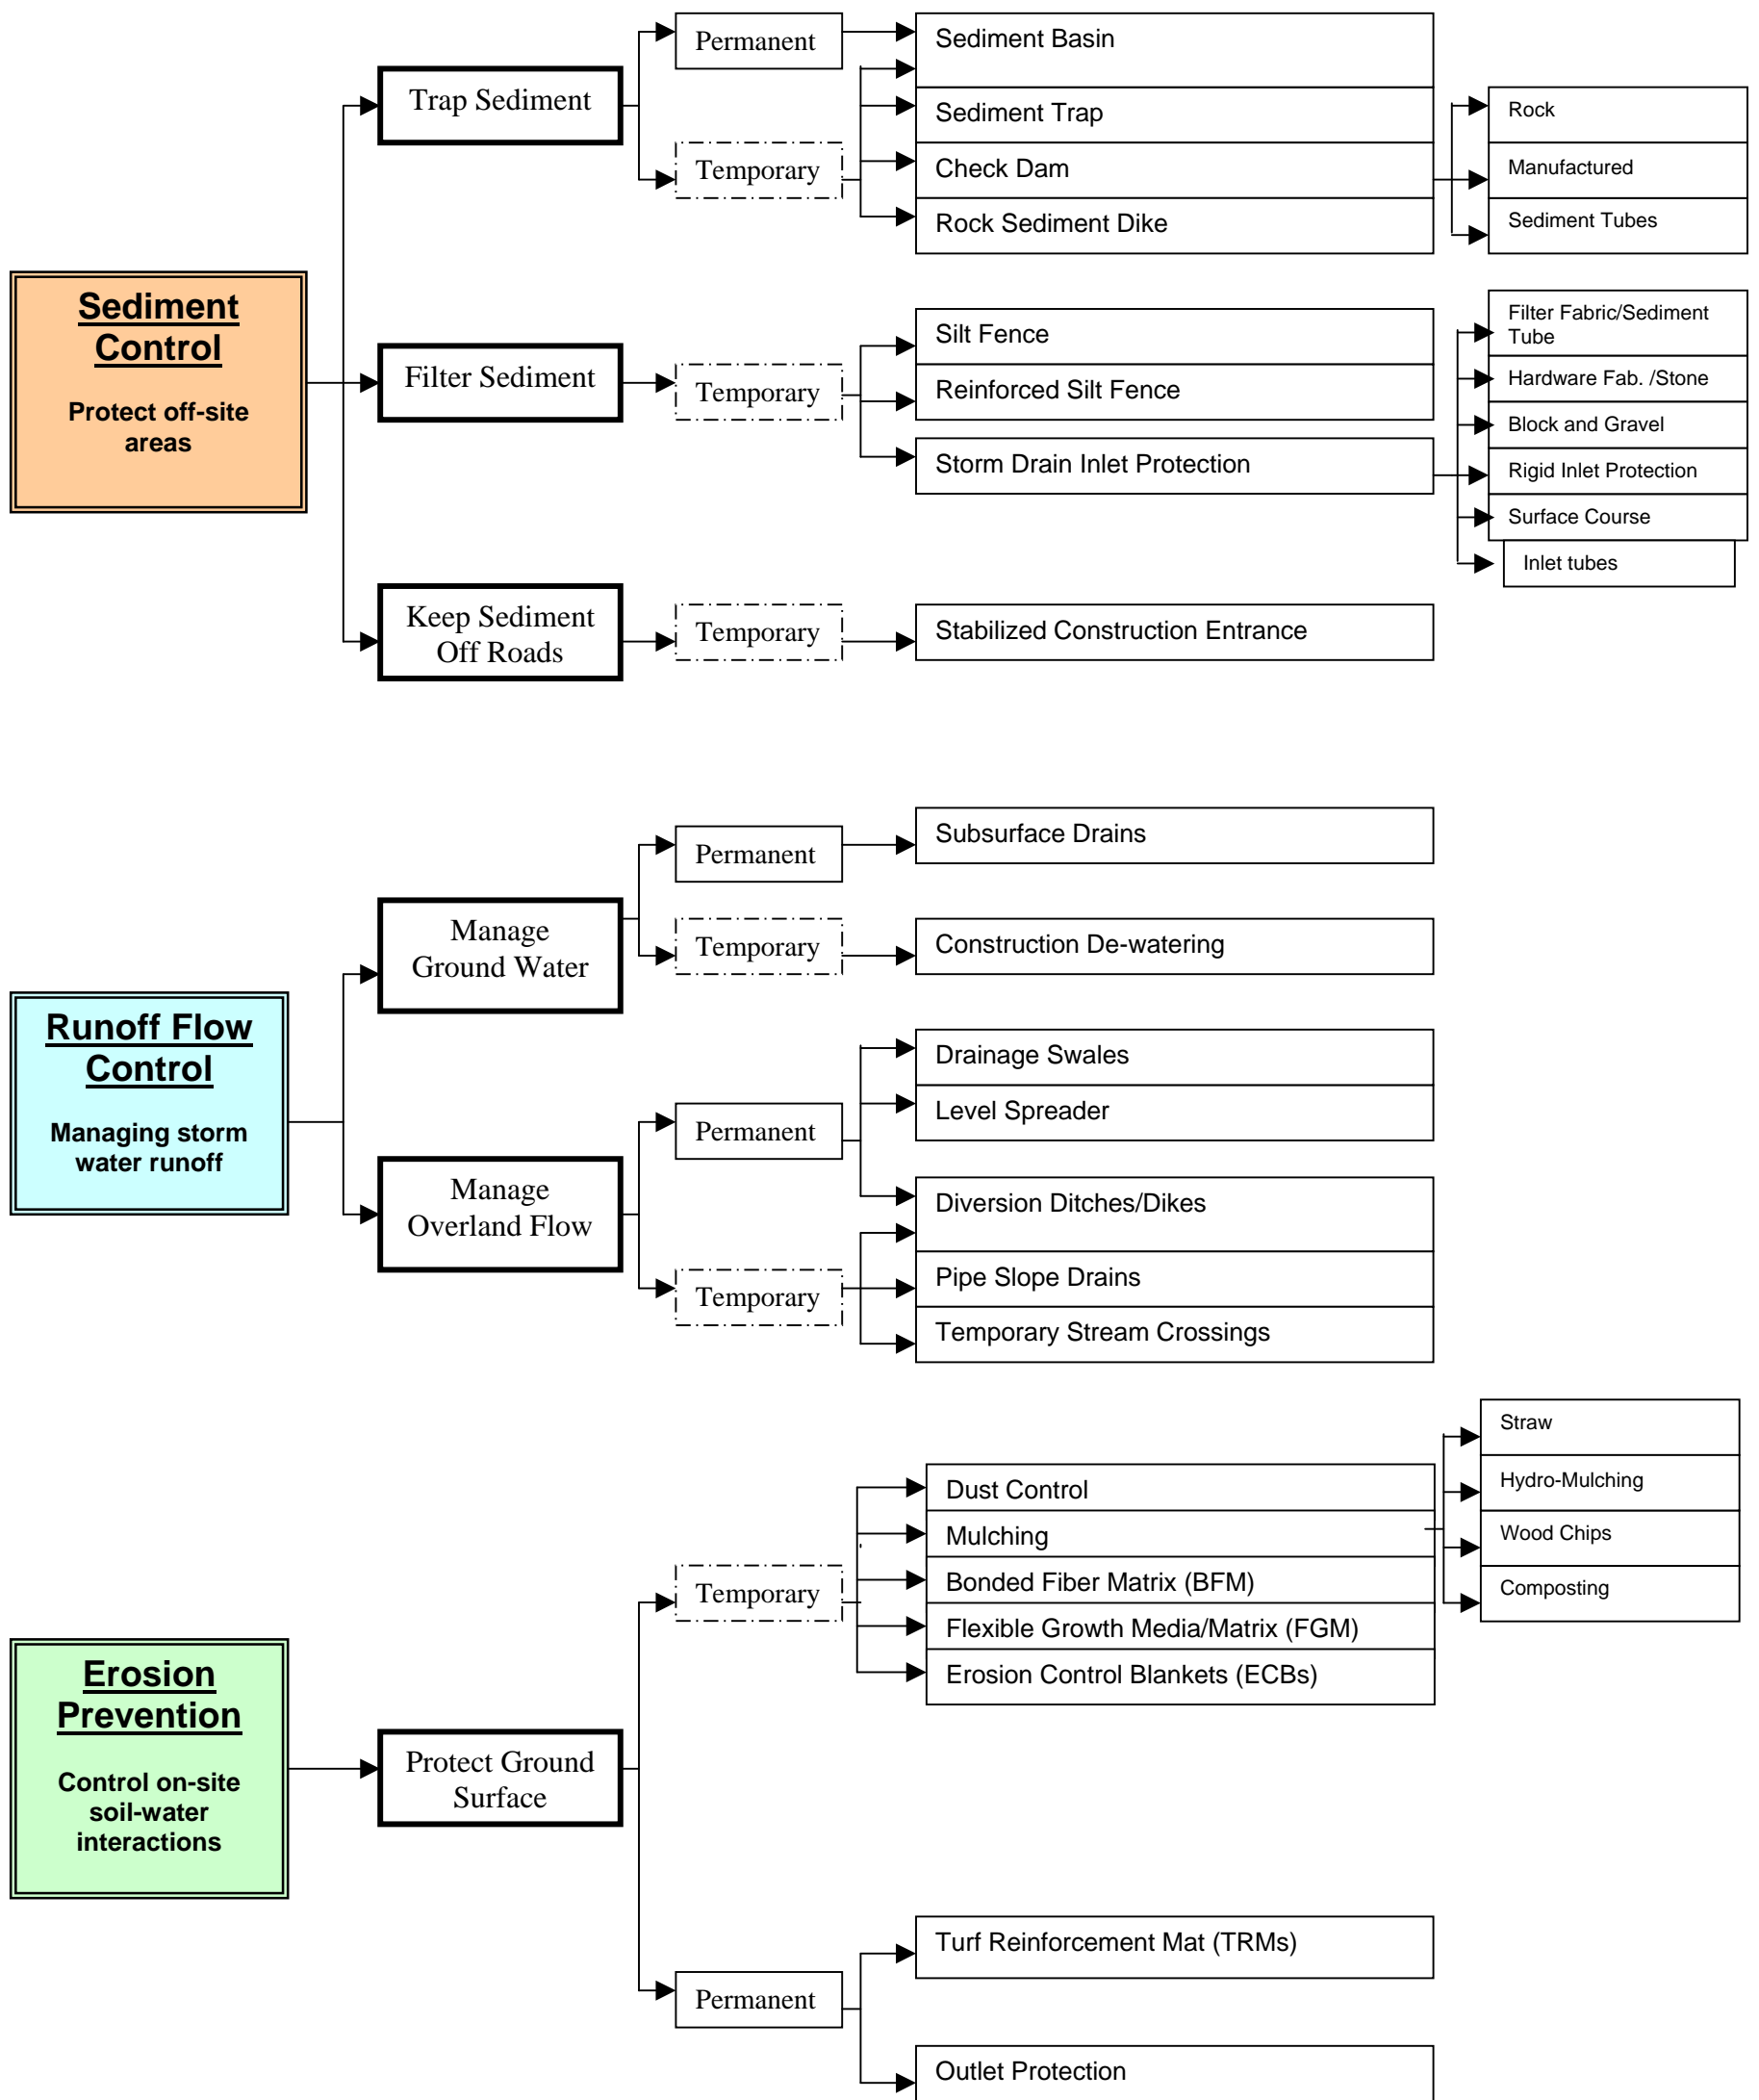 Sediment
Control
Protect off-site
areas
Trap Sediment
Permanent
Temporary
Sediment Basin
Sediment Trap
Check Dam
Rock Sediment Dike
Rock
Manufactured
Sediment Tubes
Filter Sediment
Temporary
Silt Fence
Reinforced Silt Fence
Storm Drain Inlet Protection
Filter Fabric/Sediment
Tube
Hardware Fab. /Stone
Block and Gravel
Rigid Inlet Protection
Surface Course
Inlet tubes
Keep Sediment
Off Roads
Temporary
Stabilized Construction Entrance
Runoff Flow
Control
Managing storm
water runoff
Manage
Ground Water
Permanent
Subsurface Drains
Temporary
Construction De-watering
Manage
Overland Flow
Permanent
Drainage Swales
Level Spreader
Diversion Ditches/Dikes
Temporary
Pipe Slope Drains
Temporary Stream Crossings
Erosion
Prevention
Control on-site
soil-water
interactions
Protect Ground
Surface
Temporary
Dust Control
Mulching
Bonded Fiber Matrix (BFM)
Flexible Growth Media/Matrix (FGM)
Erosion Control Blankets (ECBs)
Straw
Hydro-Mulching
Wood Chips
Composting
Permanent
Turf Reinforcement Mat (TRMs)
Outlet Protection